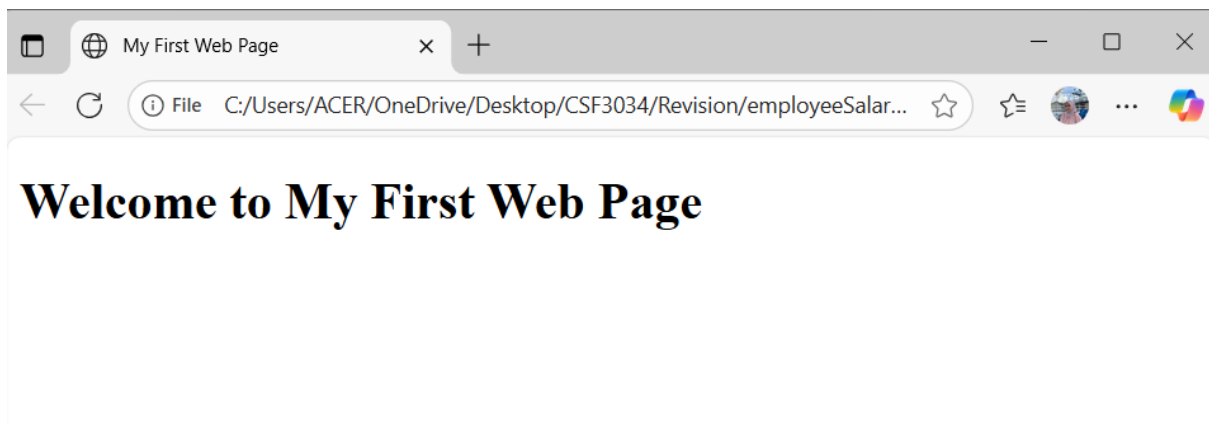 My First Web Page
File C:/Users/ACER/OneDrive/Desktop/CSF3034/Revision/employeeSalar...
Welcome to My First Web Page